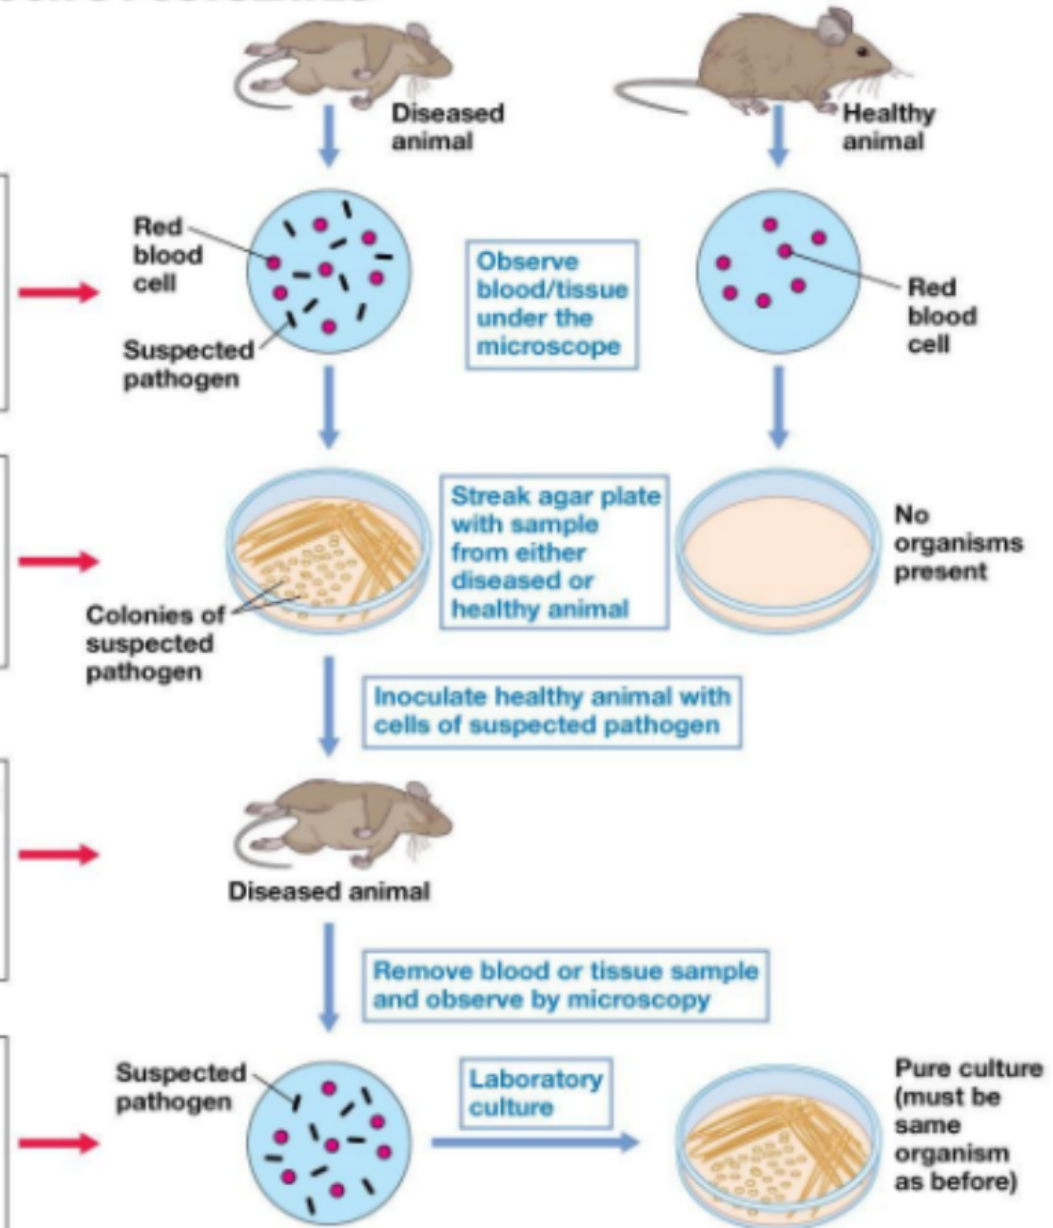 Diseased
animal
Healthy
animal
Red
blood
cell
Suspected
pathogen
Observe
blood/tissue
under the
microscope
Red
blood
cell
Streak agar plate
with sample
from either
diseased or
healthy animal
No
organisms
present
Colonies of
suspected
pathogen
Inoculate healthy animal with
cells of suspected pathogen
Diseased animal
Remove blood or tissue sample
and observe by microscopy
Suspected
pathogen
Laboratory
culture
Pure culture
(must be
same
organism
as before)